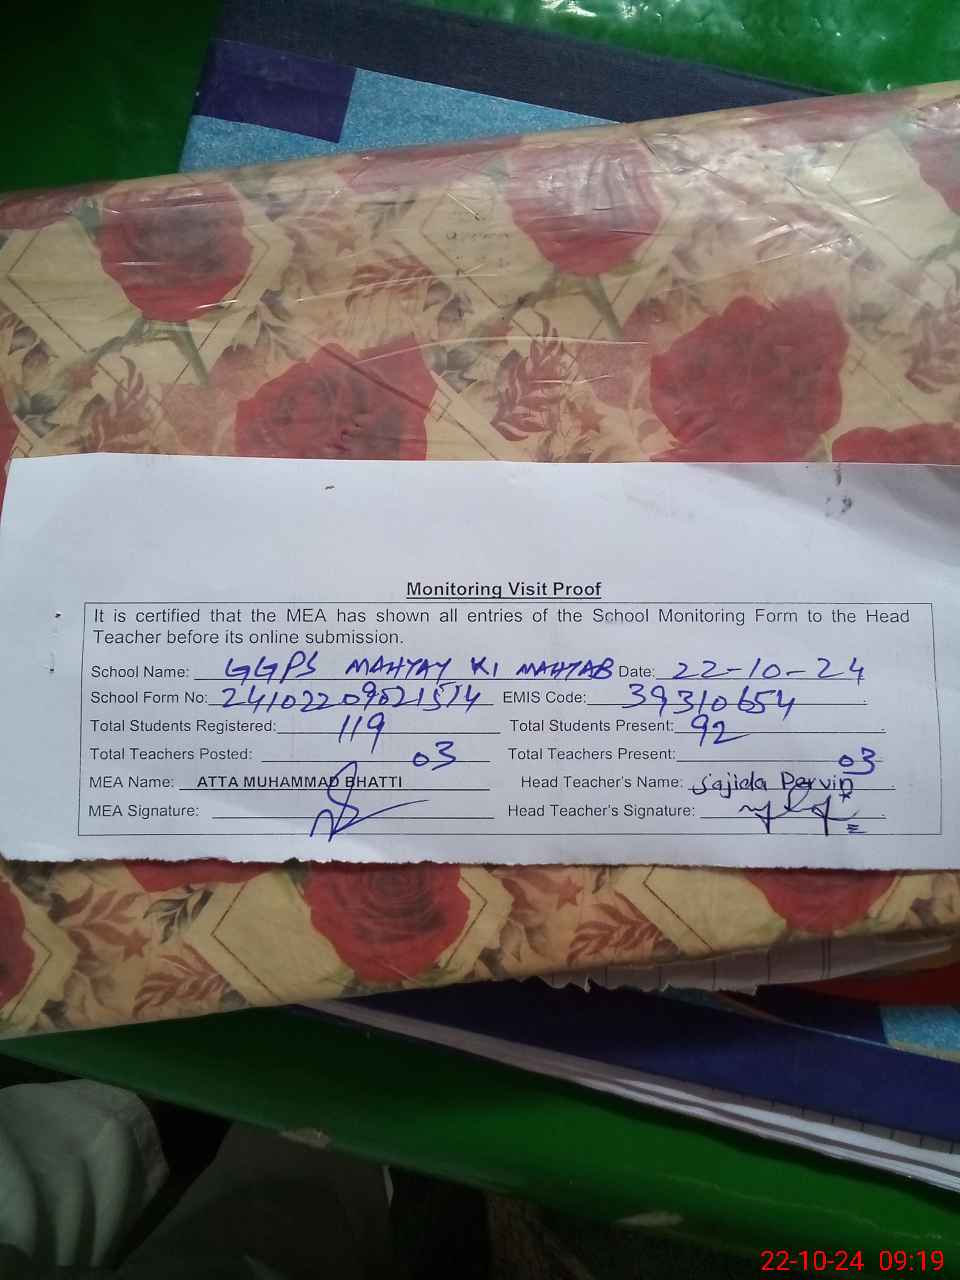 Monitoring Visit Proof
It is certified that the MEA has shown all entries of the School Monitoring Form to the Head
Teacher before its online submission.
School Name: GGPS MAHYAY KI MAHTAB Date: 22-10-24
School Form No: 24102209021514 EMIS Code: 39310654
Total Students Registered: 119 Total Students Present: 92
Total Teachers Posted: 03 Total Teachers Present: 03
MEA Name: ATTA MUHAMMAD BHATTI Head Teacher's Name: Sajida Pervin
MEA Signature: Head Teacher's Signature:
22-10-24 09:19